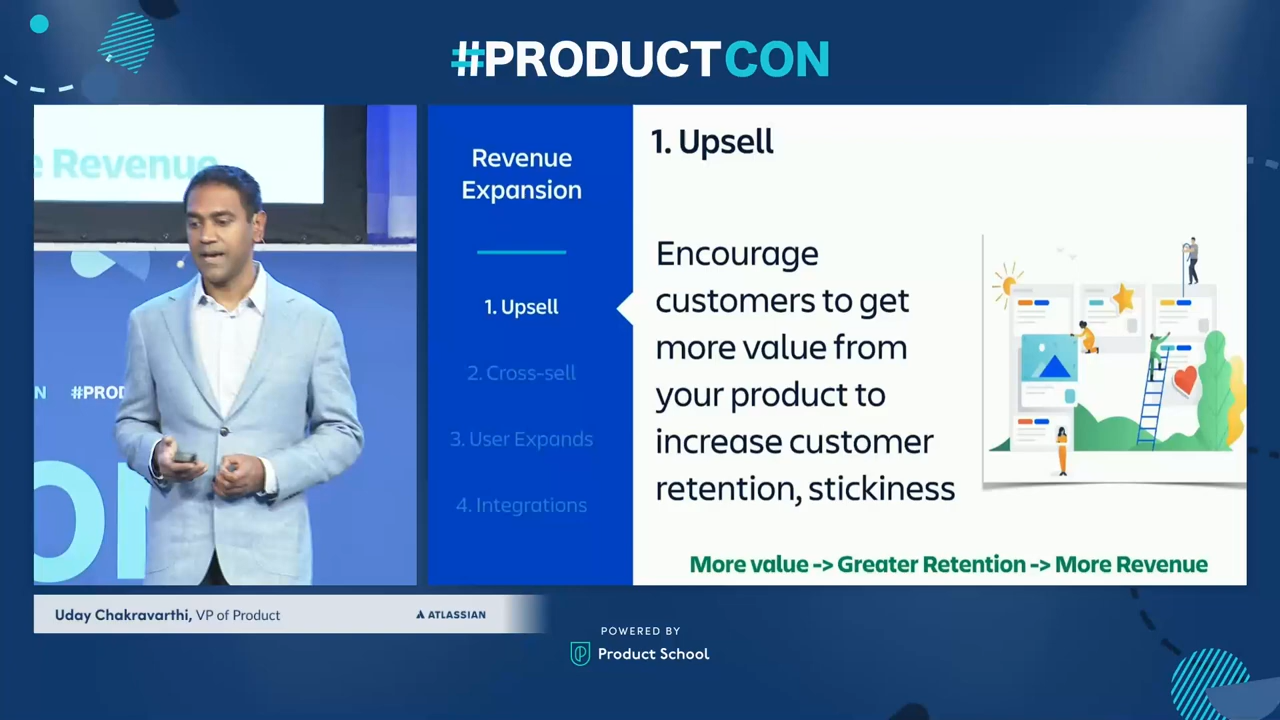 #PRODUCTCON
e Revenue
N #PROD
ON
Revenue
Expansion
1. Upsell
2. Cross-sell
3. User Expands
4. Integrations
1. Upsell
Encourage
customers to get
more value from
your product to
increase customer
retention, stickiness
More value -> Greater Retention -> More Revenue
Uday Chakravarthi, VP of Product
ATLASSIAN
POWERED BY
Product School